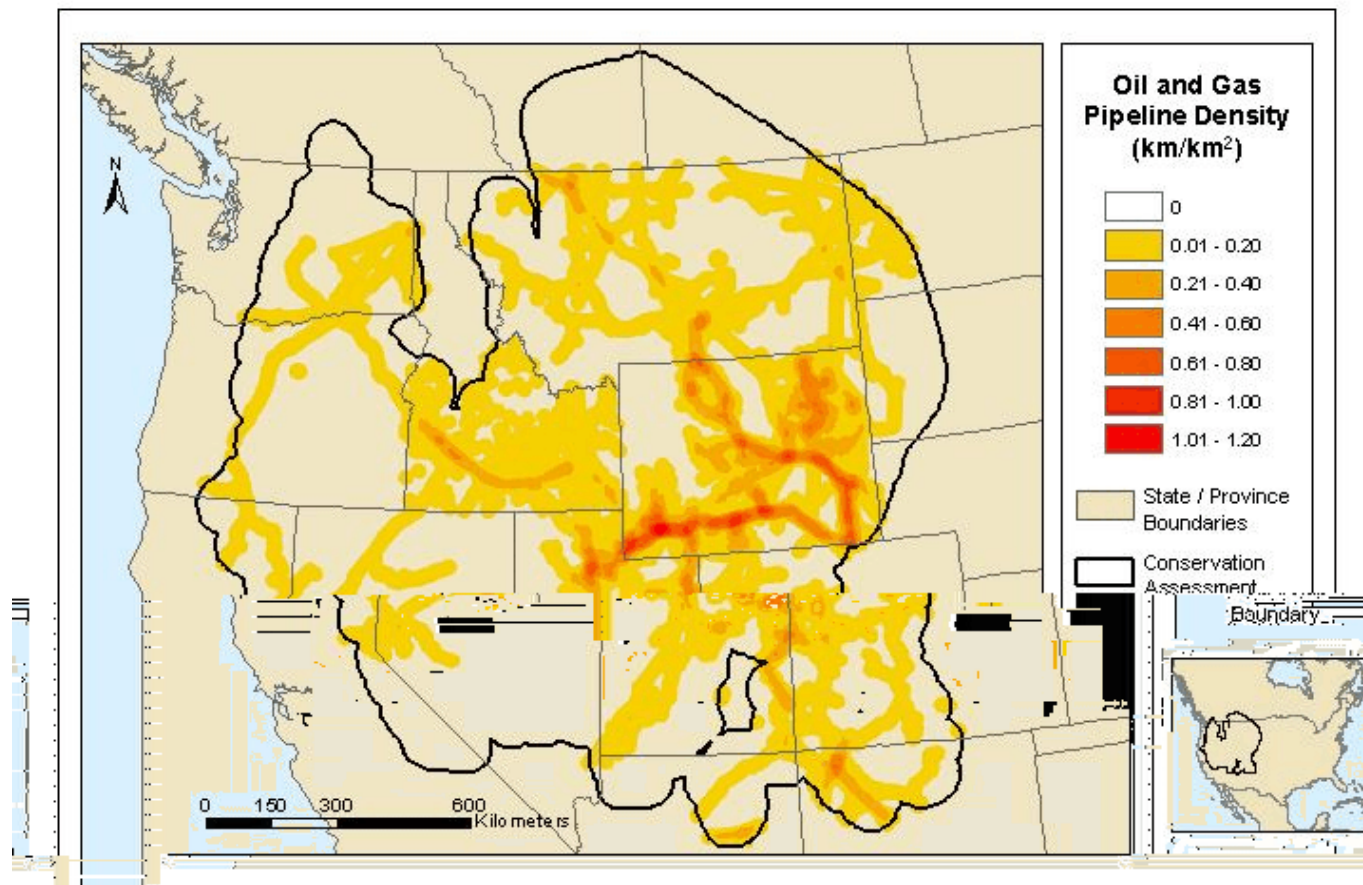 Oil and Gas
Pipeline Density
(km/km²)
0
0.01 - 0.20
0.21 - 0.40
0.41 - 0.60
0.61 - 0.80
0.81 - 1.00
1.01 - 1.20
State / Province
Boundaries
Conservation
Assessment
Boundary
N
0 150 300 600
Kilometers